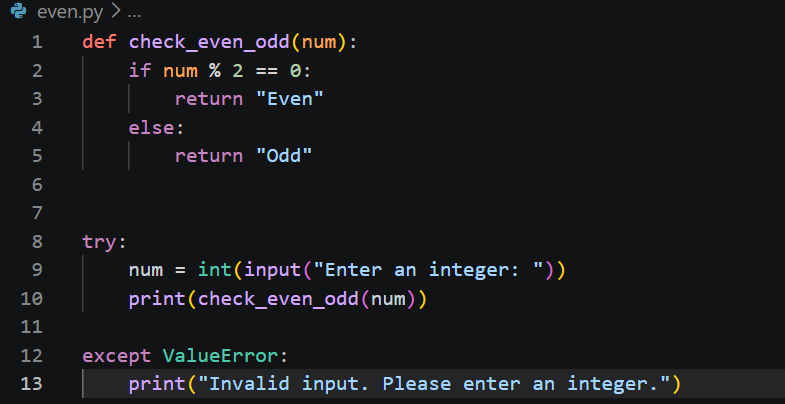 even.py > ...
1 def check_even_odd(num):
2     if num % 2 == 0:
3         return "Even"
4     else:
5         return "Odd"
6
7
8 try:
9     num = int(input("Enter an integer: "))
10     print(check_even_odd(num))
11
12 except ValueError:
13     print("Invalid input. Please enter an integer.")